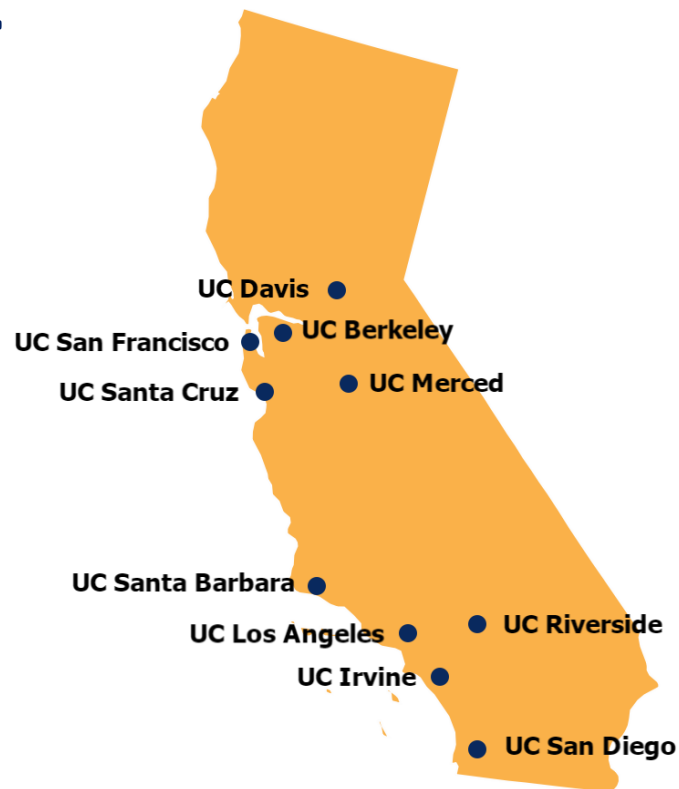 UC Davis
UC Berkeley
UC San Francisco
UC Merced
UC Santa Cruz
UC Santa Barbara
UC Riverside
UC Los Angeles
UC Irvine
UC San Diego